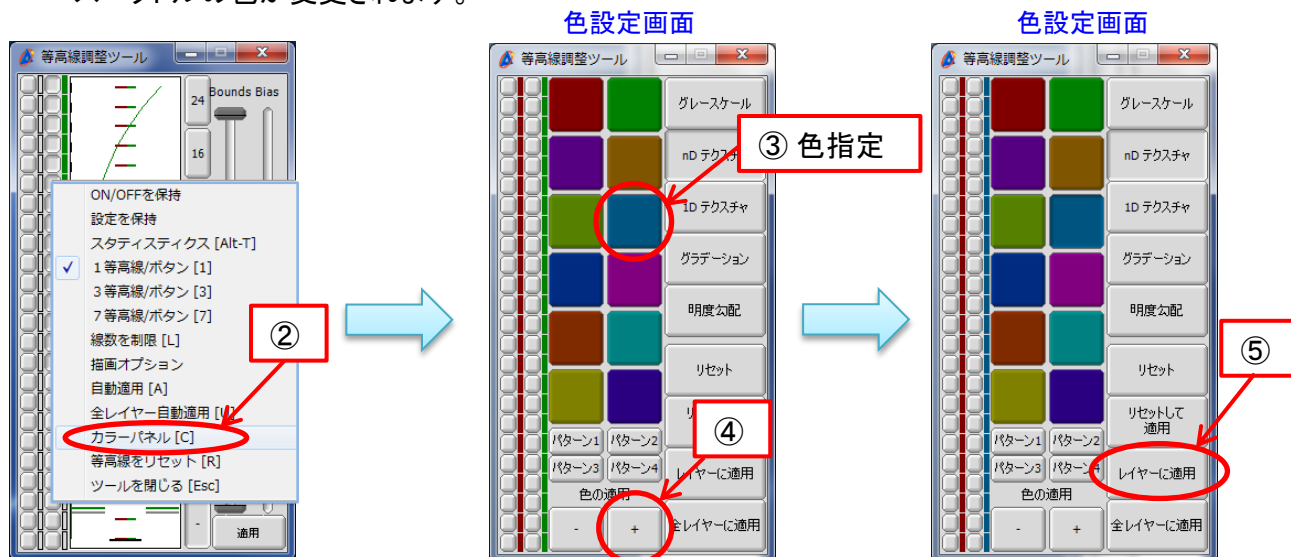 色設定画面
色設定画面
等高線調整ツール
24
Bounds Bias
16
ON/OFFを保持
設定を保持
スタティスティクス [Alt-T]
✓ 1等高線/ボタン [1]
3等高線/ボタン [3]
7等高線/ボタン [7]
線数を制限 [L]
描画オプション
自動適用 [A]
全レイヤー自動適用
カラーパネル [C]
等高線をリセット [R]
ツールを閉じる [Esc]
-
適用
②
等高線調整ツール
グレースケール
nD テクスチャ
1D テクスチャ
グラデーション
明度勾配
リセット
パターン1 パターン2
パターン3 パターン4
レイヤーに適用
色の適用
- +
全レイヤーに適用
③ 色指定
④
等高線調整ツール
グレースケール
nD テクスチャ
1D テクスチャ
グラデーション
明度勾配
リセット
リセットして
適用
パターン1 パターン2
パターン3 パターン4
レイヤーに適用
色の適用
- +
全レイヤーに適用
⑤